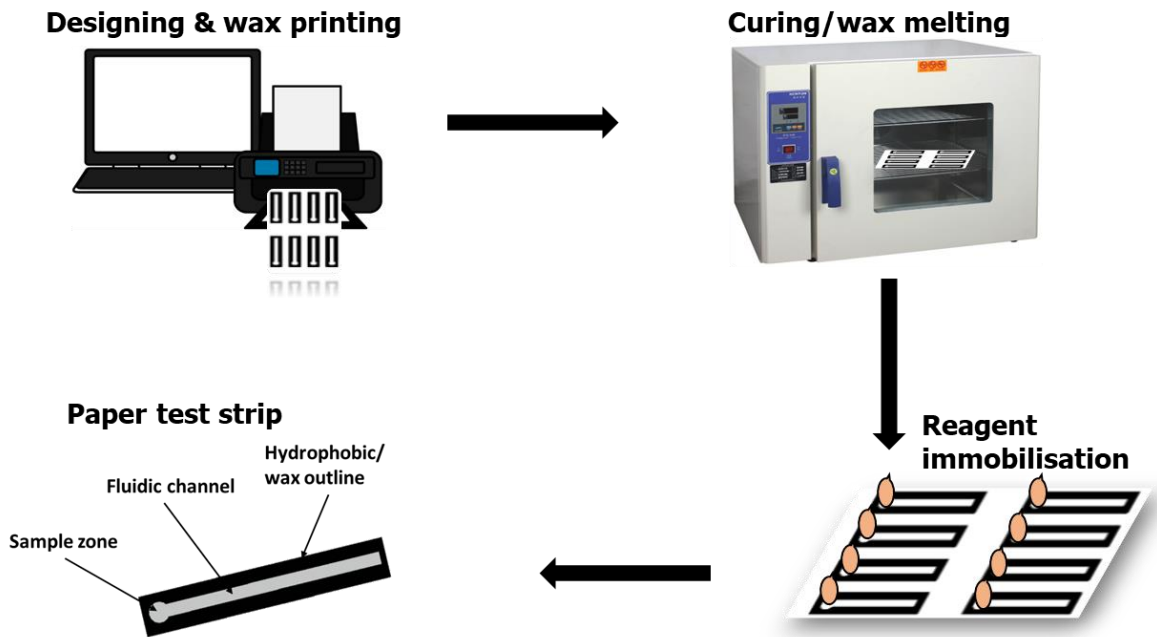 Designing & wax printing
Curing/wax melting
Reagent
immobilisation
Paper test strip
Hydrophobic/
wax outline
Fluidic channel
Sample zone